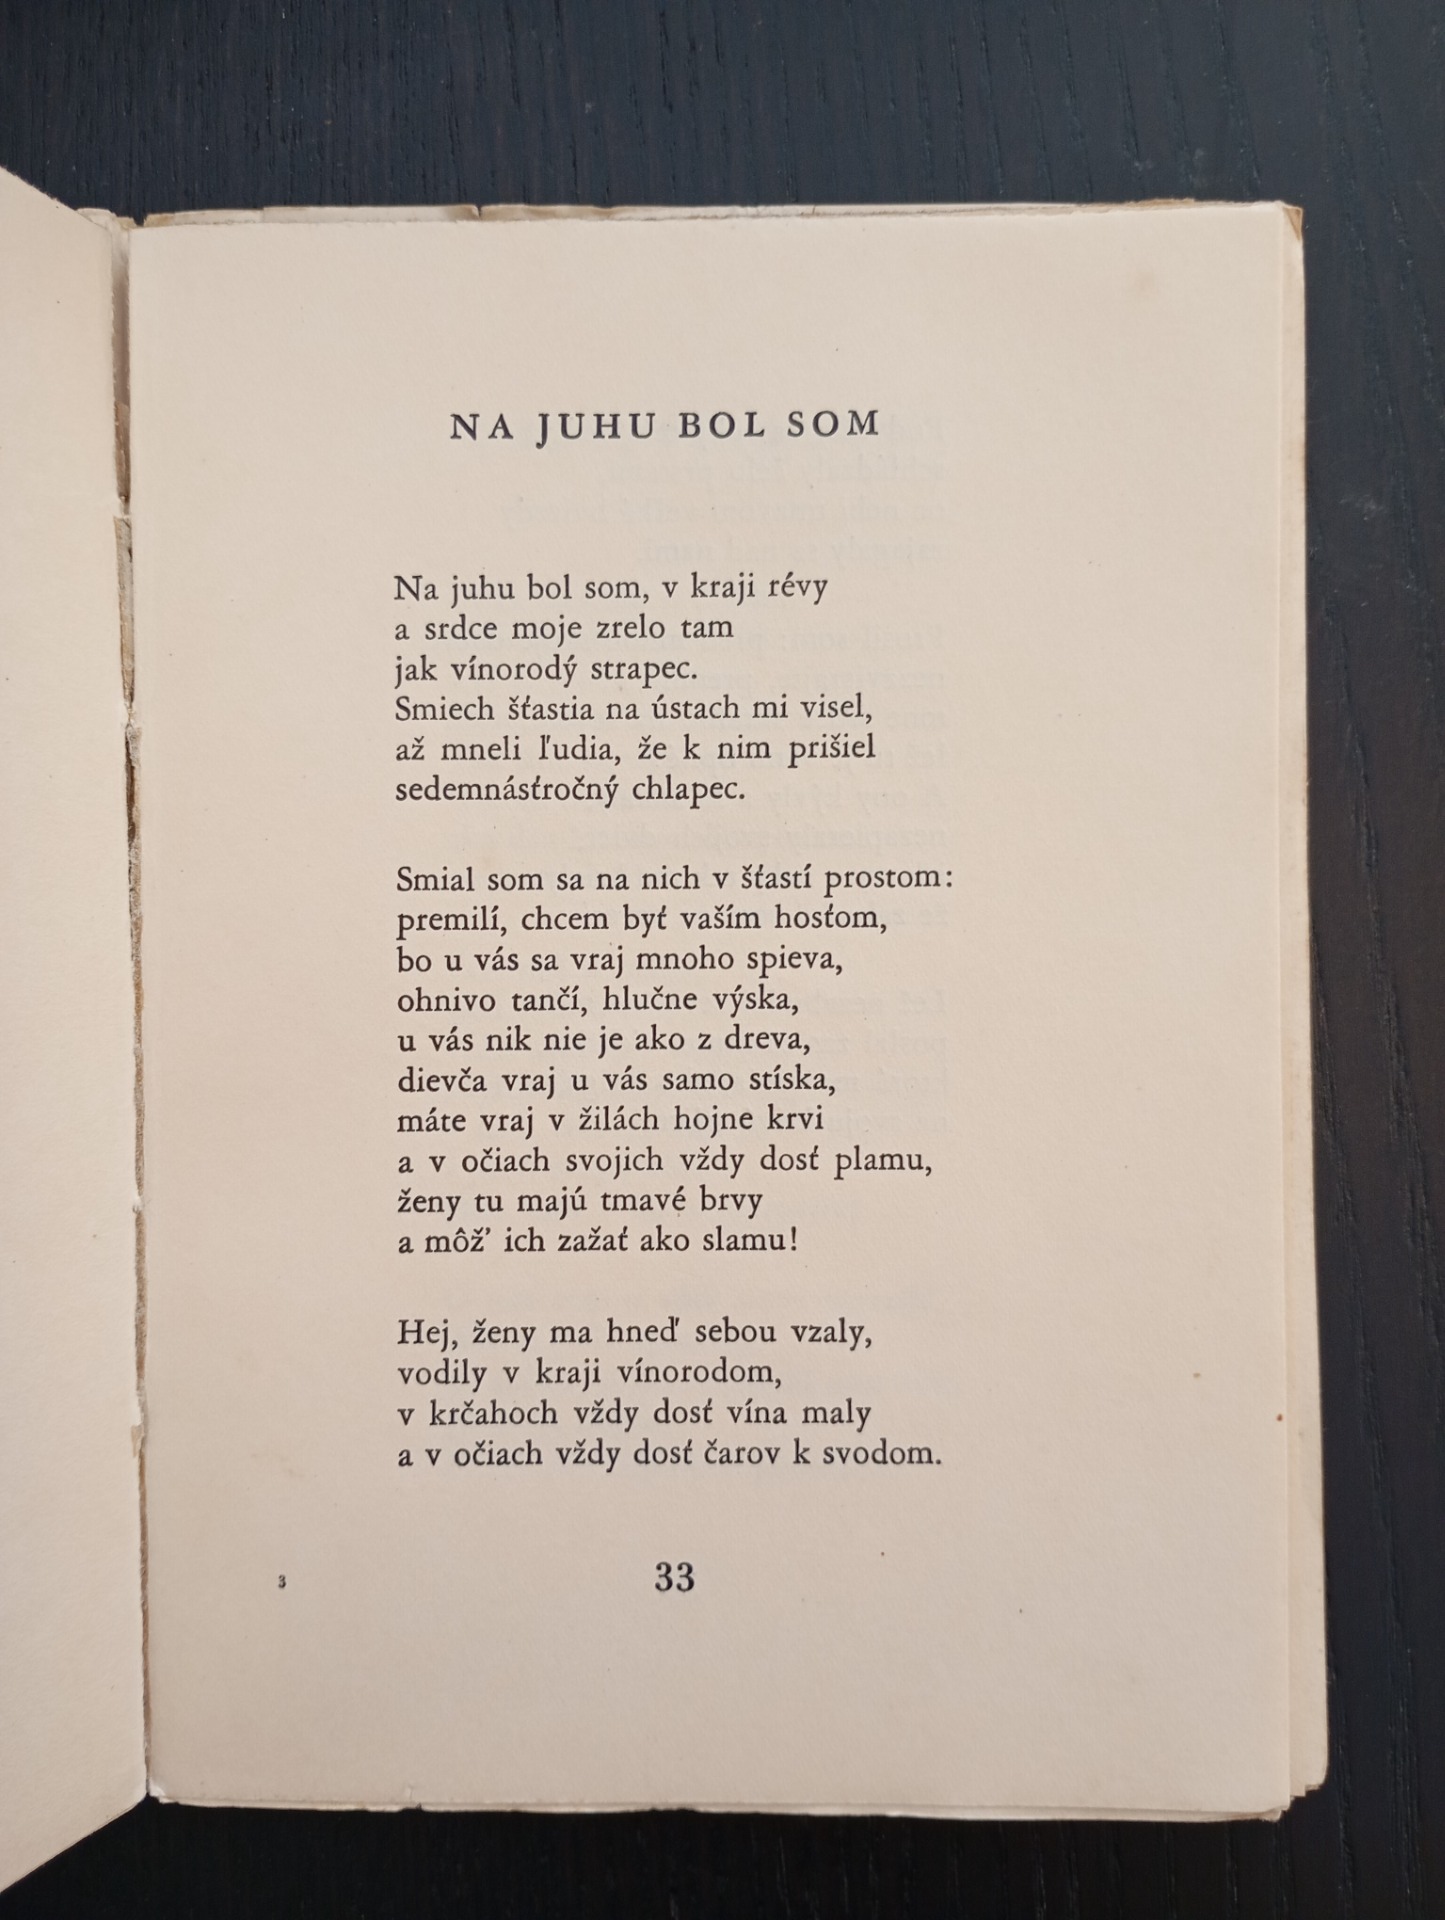 NA JUHU BOL SOM
Na juhu bol som, v kraji révy
a srdce moje zrelo tam
jak vínorodý strapec.
Smiech šťastia na ústach mi visel,
až mneli ľudia, že k nim prišiel
sedemnásťročný chlapec.
Smial som sa na nich v šťastí prostom:
premilí, chcem byť vaším hosťom,
bo u vás sa vraj mnoho spieva,
ohnivo tančí, hlučne výska,
u vás nik nie je ako z dreva,
dievča vraj u vás samo stíska,
máte vraj v žilách hojne krvi
a v očiach svojich vždy dosť plamu,
ženy tu majú tmavé brvy
a môž’ ich zažať ako slamu!
Hej, ženy ma hneď sebou vzaly,
vodily v kraji vínorodom,
v krčahoch vždy dosť vína maly
a v očiach vždy dosť čarov k svodom.
3 33